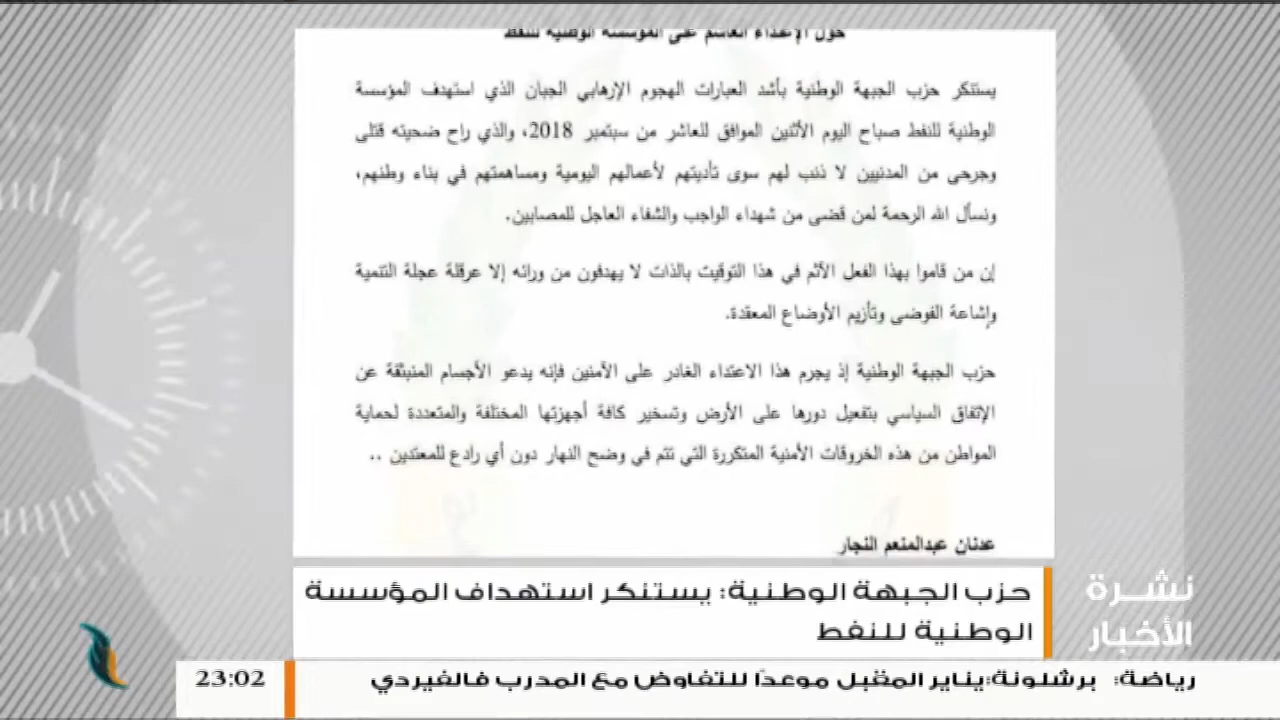 حول الإعتداء الغاشم على المؤسسة الوطنية للنفط
يستنكر حزب الجبهة الوطنية بأشد العبارات الهجوم الإرهابي الجبان الذي استهدف المؤسسة
الوطنية للنفط صباح اليوم الأثنين الموافق للعاشر من سبتمبر 2018، والذي راح ضحيته قتلى
وجرحى من المدنيين لا ذنب لهم سوى تأديتهم لأعمالهم اليومية ومساهمتهم في بناء وطنهم،
ونسأل الله الرحمة لمن قضى من شهداء الواجب والشفاء العاجل للمصابين.
إن من قاموا بهذا الفعل الآثم في هذا التوقيت بالذات لا يهدفون من ورائه إلا عرقلة عجلة التنمية
وإشاعة الفوضى وتأزيم الأوضاع المعقدة.
حزب الجبهة الوطنية إذ يجرم هذا الاعتداء الغادر على الآمنين فإنه يدعو الأجسام المنبثقة عن
الإتفاق السياسي بتفعيل دورها على الأرض وتسخير كافة أجهزتها المختلفة والمتعددة لحماية
المواطن من هذه الخروقات الأمنية المتكررة التي تتم في وضح النهار دون أي رادع للمعتدين ..
عدنان عبدالمنعم النجار
حزب الجبهة الوطنية: يستنكر استهداف المؤسسة
الوطنية للنفط
نشرة
الأخبار
رياضة: برشلونة:يناير المقبل موعدًا للتفاوض مع المدرب فالفيردي
23:02